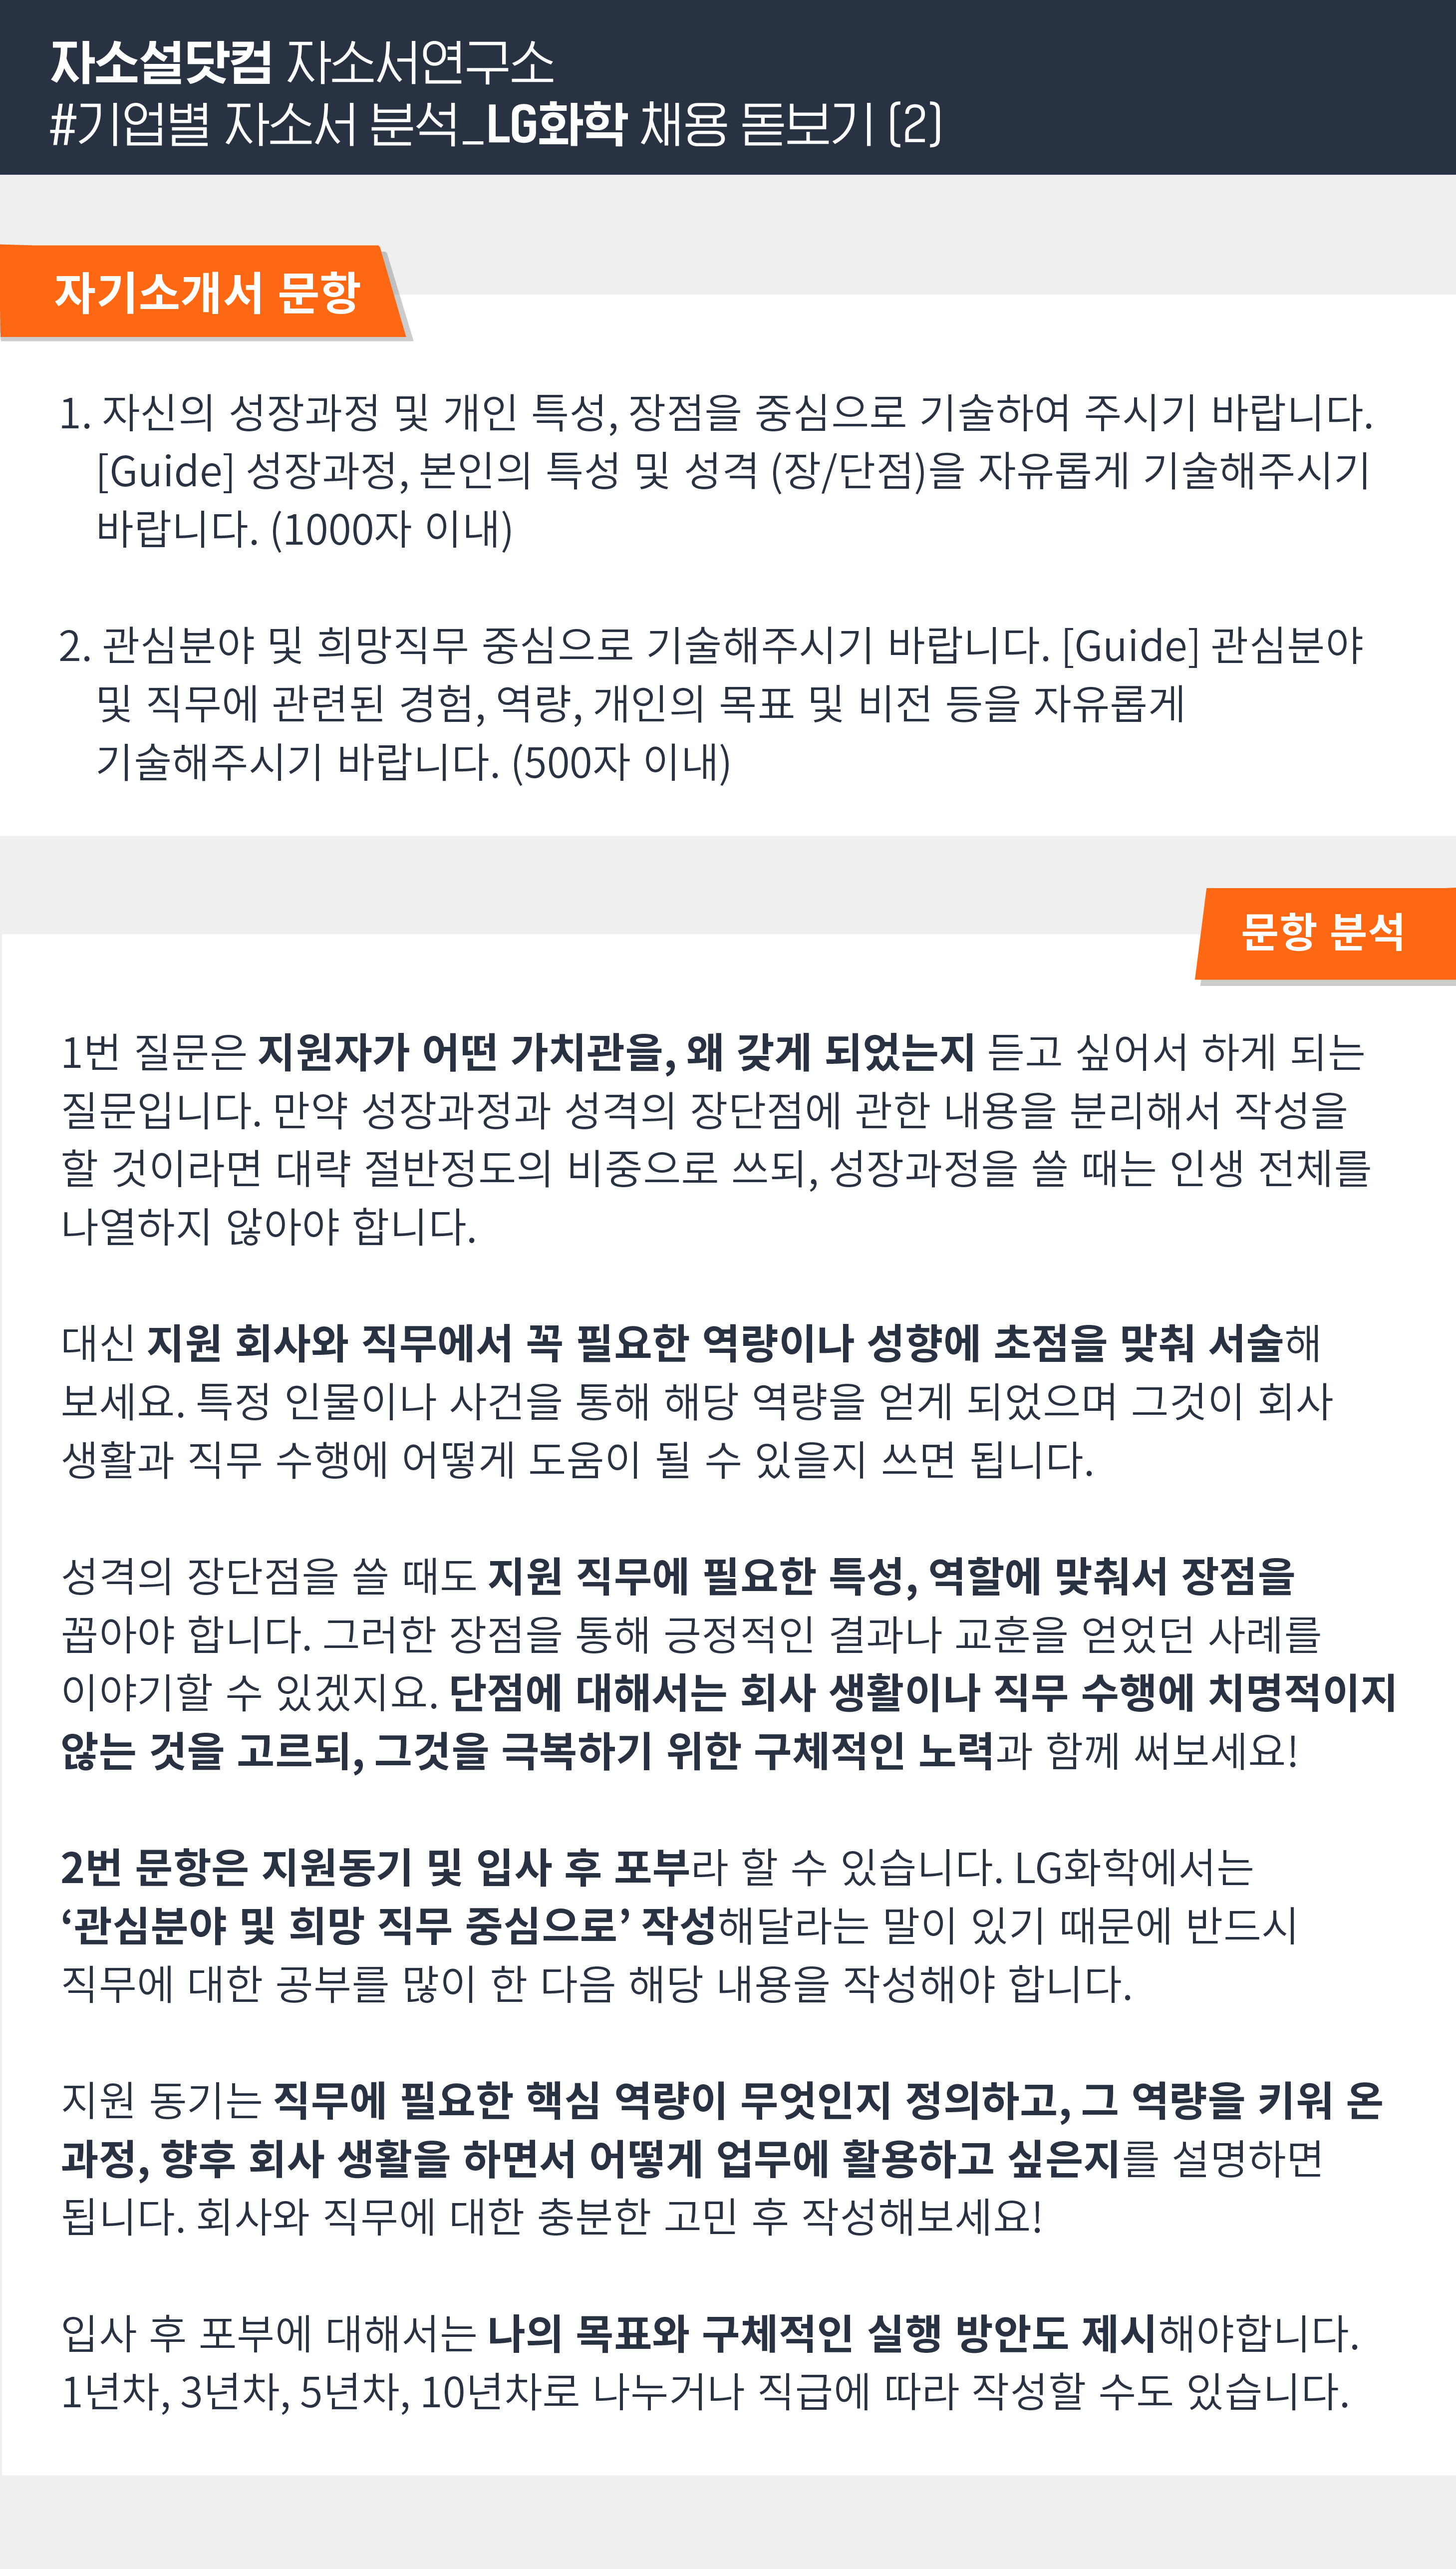 자소설닷컴 자소서연구소
#기업별 자소서 분석_LG화학 채용 돋보기 (2)
자기소개서 문항
1. 자신의 성장과정 및 개인 특성, 장점을 중심으로 기술하여 주시기 바랍니다.
[Guide] 성장과정, 본인의 특성 및 성격 (장/단점)을 자유롭게 기술해주시기
바랍니다. (1000자 이내)
2. 관심분야 및 희망직무 중심으로 기술해주시기 바랍니다. [Guide] 관심분야
및 직무에 관련된 경험, 역량, 개인의 목표 및 비전 등을 자유롭게
기술해주시기 바랍니다. (500자 이내)
문항 분석
1번 질문은 지원자가 어떤 가치관을, 왜 갖게 되었는지 듣고 싶어서 하게 되는
질문입니다. 만약 성장과정과 성격의 장단점에 관한 내용을 분리해서 작성을
할 것이라면 대략 절반정도의 비중으로 쓰되, 성장과정을 쓸 때는 인생 전체를
나열하지 않아야 합니다.
대신 지원 회사와 직무에서 꼭 필요한 역량이나 성향에 초점을 맞춰 서술해
보세요. 특정 인물이나 사건을 통해 해당 역량을 얻게 되었으며 그것이 회사
생활과 직무 수행에 어떻게 도움이 될 수 있을지 쓰면 됩니다.
성격의 장단점을 쓸 때도 지원 직무에 필요한 특성, 역할에 맞춰서 장점을
꼽아야 합니다. 그러한 장점을 통해 긍정적인 결과나 교훈을 얻었던 사례를
이야기할 수 있겠지요. 단점에 대해서는 회사 생활이나 직무 수행에 치명적이지
않는 것을 고르되, 그것을 극복하기 위한 구체적인 노력과 함께 써보세요!
2번 문항은 지원동기 및 입사 후 포부라 할 수 있습니다. LG화학에서는
‘관심분야 및 희망 직무 중심으로’ 작성해달라는 말이 있기 때문에 반드시
직무에 대한 공부를 많이 한 다음 해당 내용을 작성해야 합니다.
지원 동기는 직무에 필요한 핵심 역량이 무엇인지 정의하고, 그 역량을 키워 온
과정, 향후 회사 생활을 하면서 어떻게 업무에 활용하고 싶은지를 설명하면
됩니다. 회사와 직무에 대한 충분한 고민 후 작성해보세요!
입사 후 포부에 대해서는 나의 목표와 구체적인 실행 방안도 제시해야합니다.
1년차, 3년차, 5년차, 10년차로 나누거나 직급에 따라 작성할 수도 있습니다.